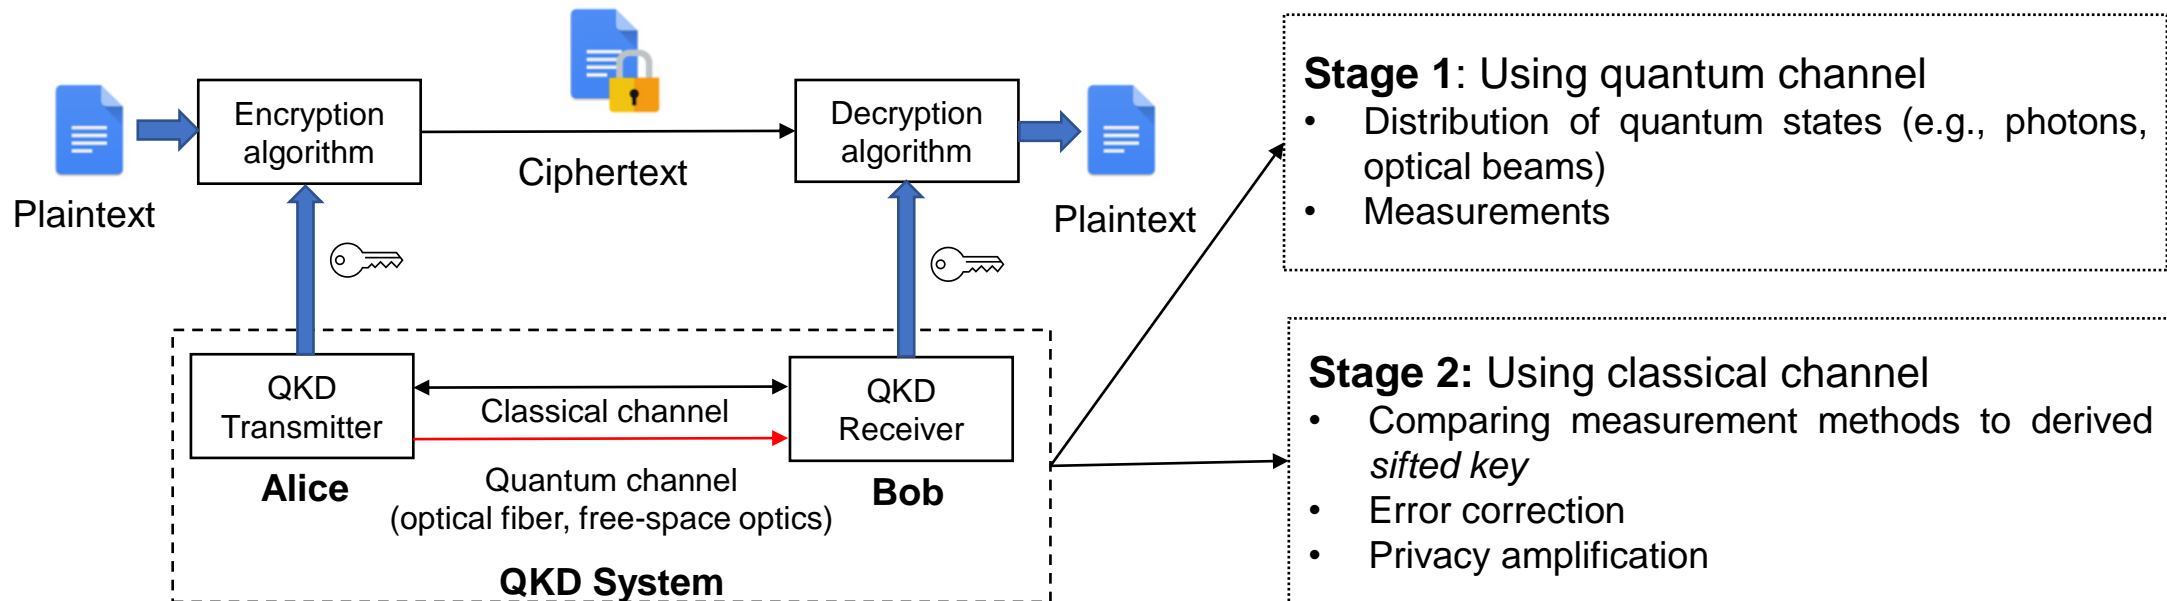 Plaintext
Encryption
algorithm
Ciphertext
Decryption
algorithm
Plaintext
QKD
Transmitter
Alice
Classical channel
Quantum channel
(optical fiber, free-space optics)
QKD
Receiver
Bob
QKD System
Stage 1: Using quantum channel
• Distribution of quantum states (e.g., photons,
optical beams)
• Measurements
Stage 2: Using classical channel
• Comparing measurement methods to derived
sifted key
• Error correction
• Privacy amplification